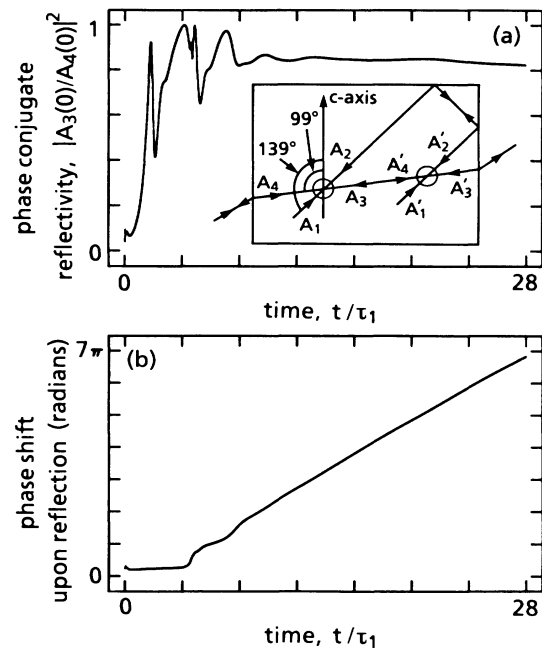 phase conjugate
reflectivity, |A₃(0)/A₄(0)|²
1
0
(a)
c-axis
99°
139°
A₂
A₄
A₁
A₃
A′₄
A′₂
A′₁
A′₃
0
28
time, t/τ₁
phase shift
upon reflection (radians)
7π
0
(b)
0
28
time, t/τ₁